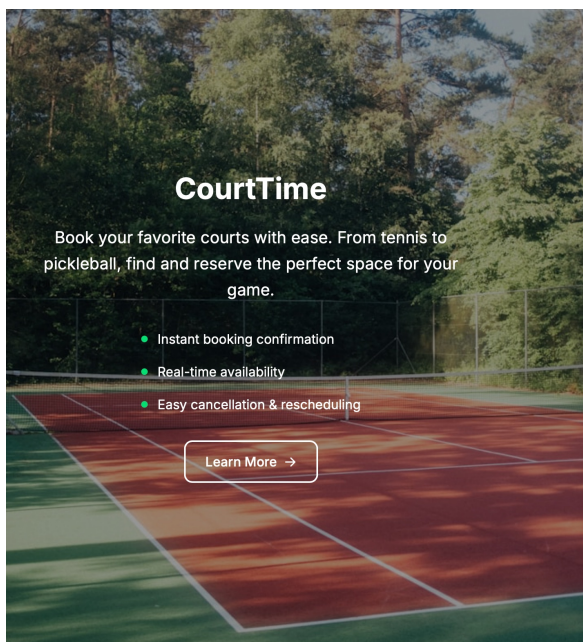 CourtTime
Book your favorite courts with ease. From tennis to
pickleball, find and reserve the perfect space for your
game.
Instant booking confirmation
Real-time availability
Easy cancellation & rescheduling
Learn More →